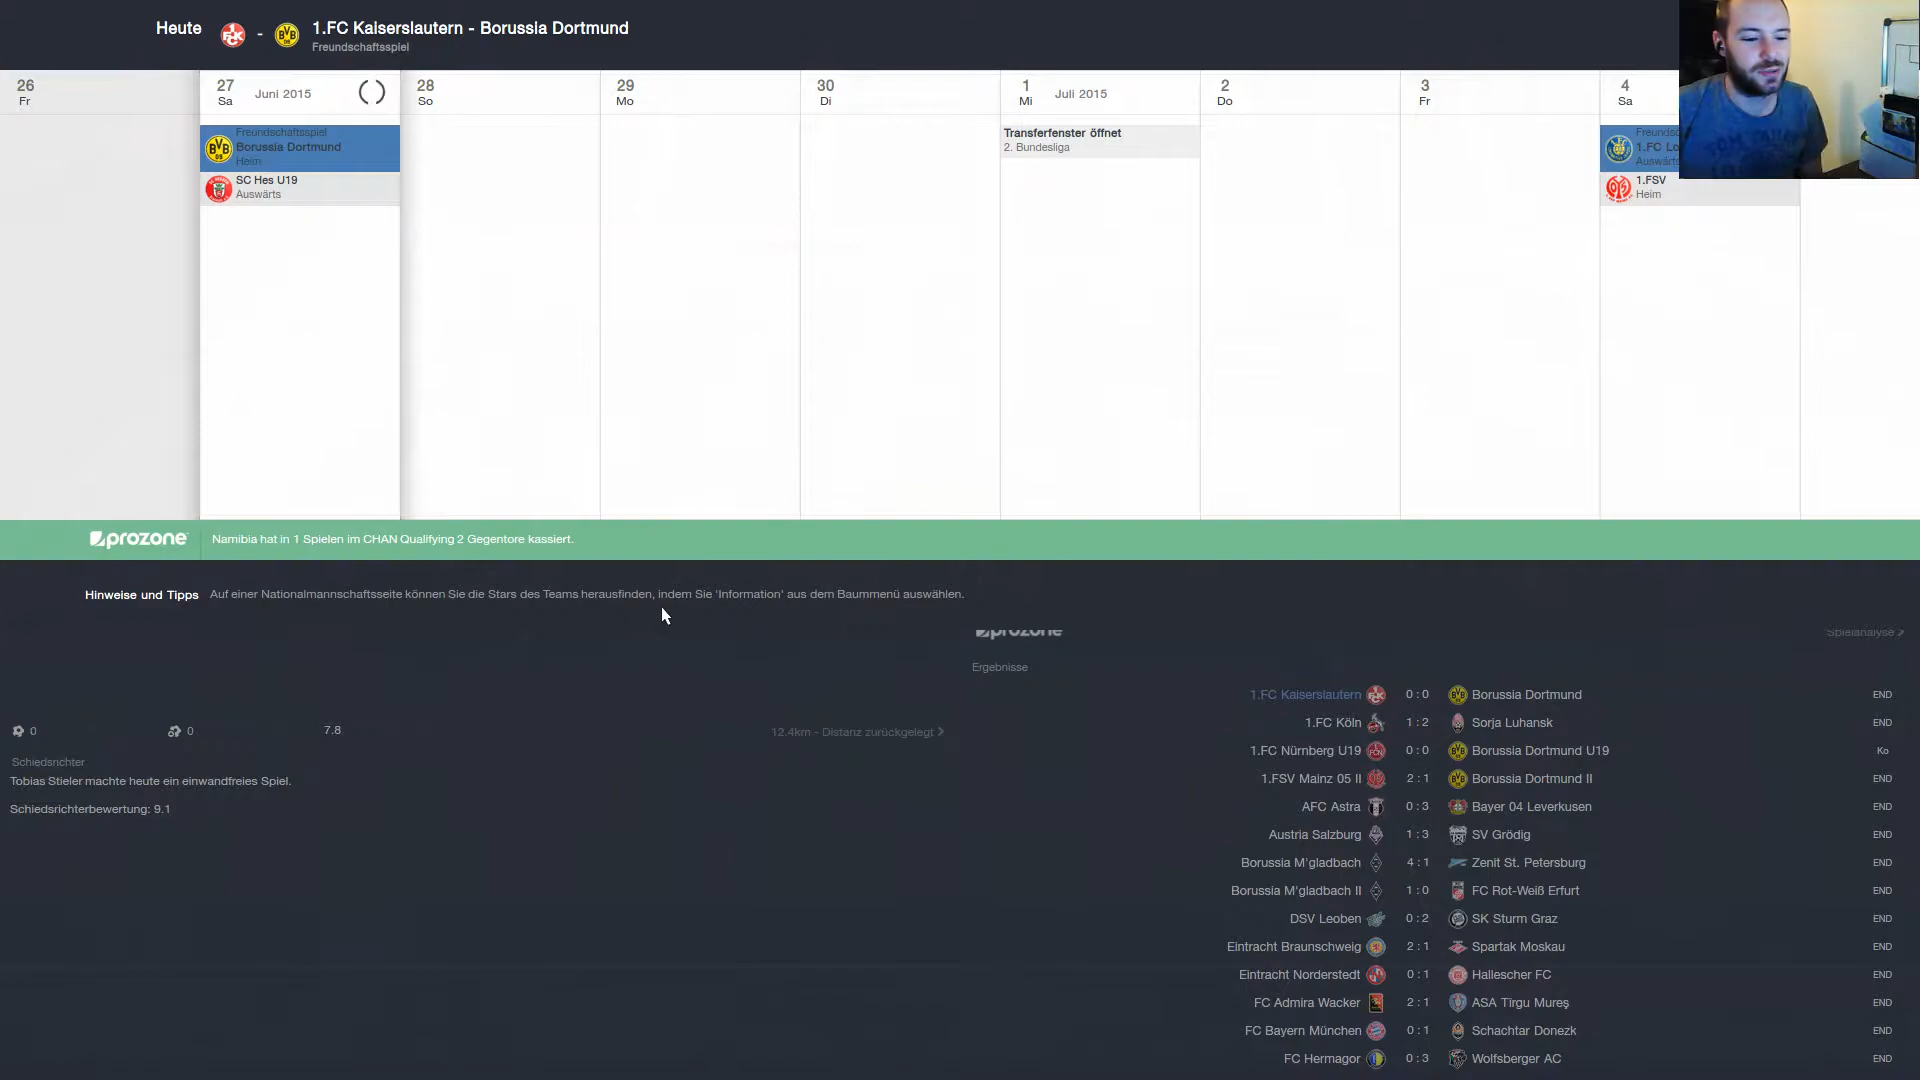 Heute
-
1.FC Kaiserslautern - Borussia Dortmund
Freundschaftsspiel
26
Fr
27
Sa
Juni 2015
28
So
29
Mo
30
Di
1
Mi
Juli 2015
2
Do
3
Fr
4
Sa
Freundschaftsspiel
Borussia Dortmund
Heim
SC Hes U19
Auswärts
Transferfenster öffnet
2. Bundesliga
1.FC
Auswärts
1.FSV
Heim
prozone
Namibia hat in 1 Spielen im CHAN Qualifying 2 Gegentore kassiert.
Hinweise und Tipps
Auf einer Nationalmannschaftsseite können Sie die Stars des Teams herausfinden, indem Sie 'Information' aus dem Baummenü auswählen.
prozone
Spielanalyse
Ergebnisse
0
0
7.8
12.4km - Distanz zurückgelegt
Schiedsrichter
Tobias Stieler machte heute ein einwandfreies Spiel.
Schiedsrichterbewertung: 9.1
1.FC Kaiserslautern 0 : 0 Borussia Dortmund END
1.FC Köln 1 : 2 Sorja Luhansk END
1.FC Nürnberg U19 0 : 0 Borussia Dortmund U19 Ko
1.FSV Mainz 05 II 2 : 1 Borussia Dortmund II END
AFC Astra 0 : 3 Bayer 04 Leverkusen END
Austria Salzburg 1 : 3 SV Grödig END
Borussia M'gladbach 4 : 1 Zenit St. Petersburg END
Borussia M'gladbach II 1 : 0 FC Rot-Weiß Erfurt END
DSV Leoben 0 : 2 SK Sturm Graz END
Eintracht Braunschweig 2 : 1 Spartak Moskau END
Eintracht Norderstedt 0 : 1 Hallescher FC END
FC Admira Wacker 2 : 1 ASA Tîrgu Mureş END
FC Bayern München 0 : 1 Schachtar Donezk END
FC Hermagor 0 : 3 Wolfsberger AC END